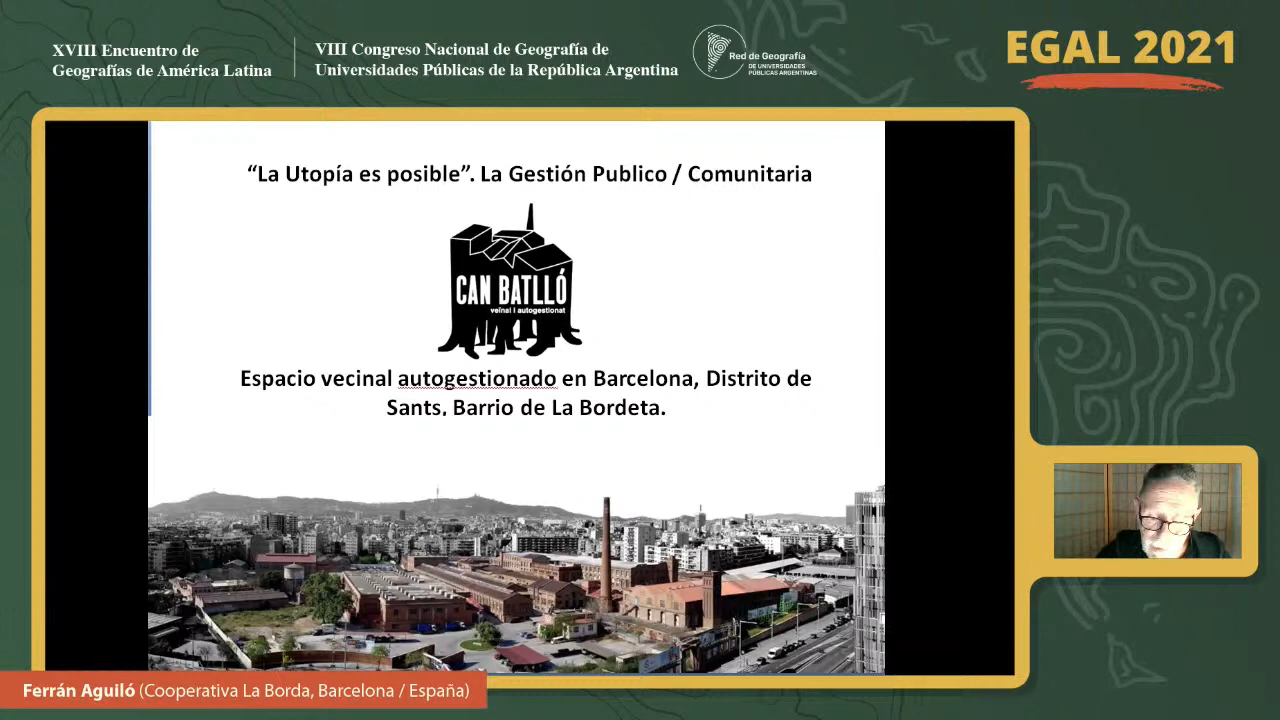 XVIII Encuentro de
Geografías de América Latina
VIII Congreso Nacional de Geografía de
Universidades Públicas de la República Argentina
Red de Geografía
DE UNIVERSIDADES
PÚBLICAS ARGENTINAS
EGAL 2021
“La Utopía es posible”. La Gestión Publico / Comunitaria
CAN BATLLÓ
veïnal i autogestionat
Espacio vecinal autogestionado en Barcelona, Distrito de
Sants, Barrio de La Bordeta.
Ferrán Aguiló (Cooperativa La Borda, Barcelona / España)